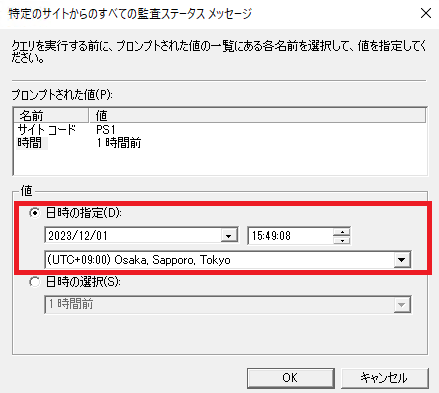 特定のサイトからのすべての監査ステータス メッセージ
クエリを実行する前に、プロンプトされた値の一覧にある各名前を選択して、値を指定してく
ださい。
プロンプトされた値(P):
名前 値
サイト コード PS1
時間 1 時間前
値
日時の指定(D):
2023/12/01 15:49:08
(UTC+09:00) Osaka, Sapporo, Tokyo
日時の選択(S):
1 時間前
OK キャンセル